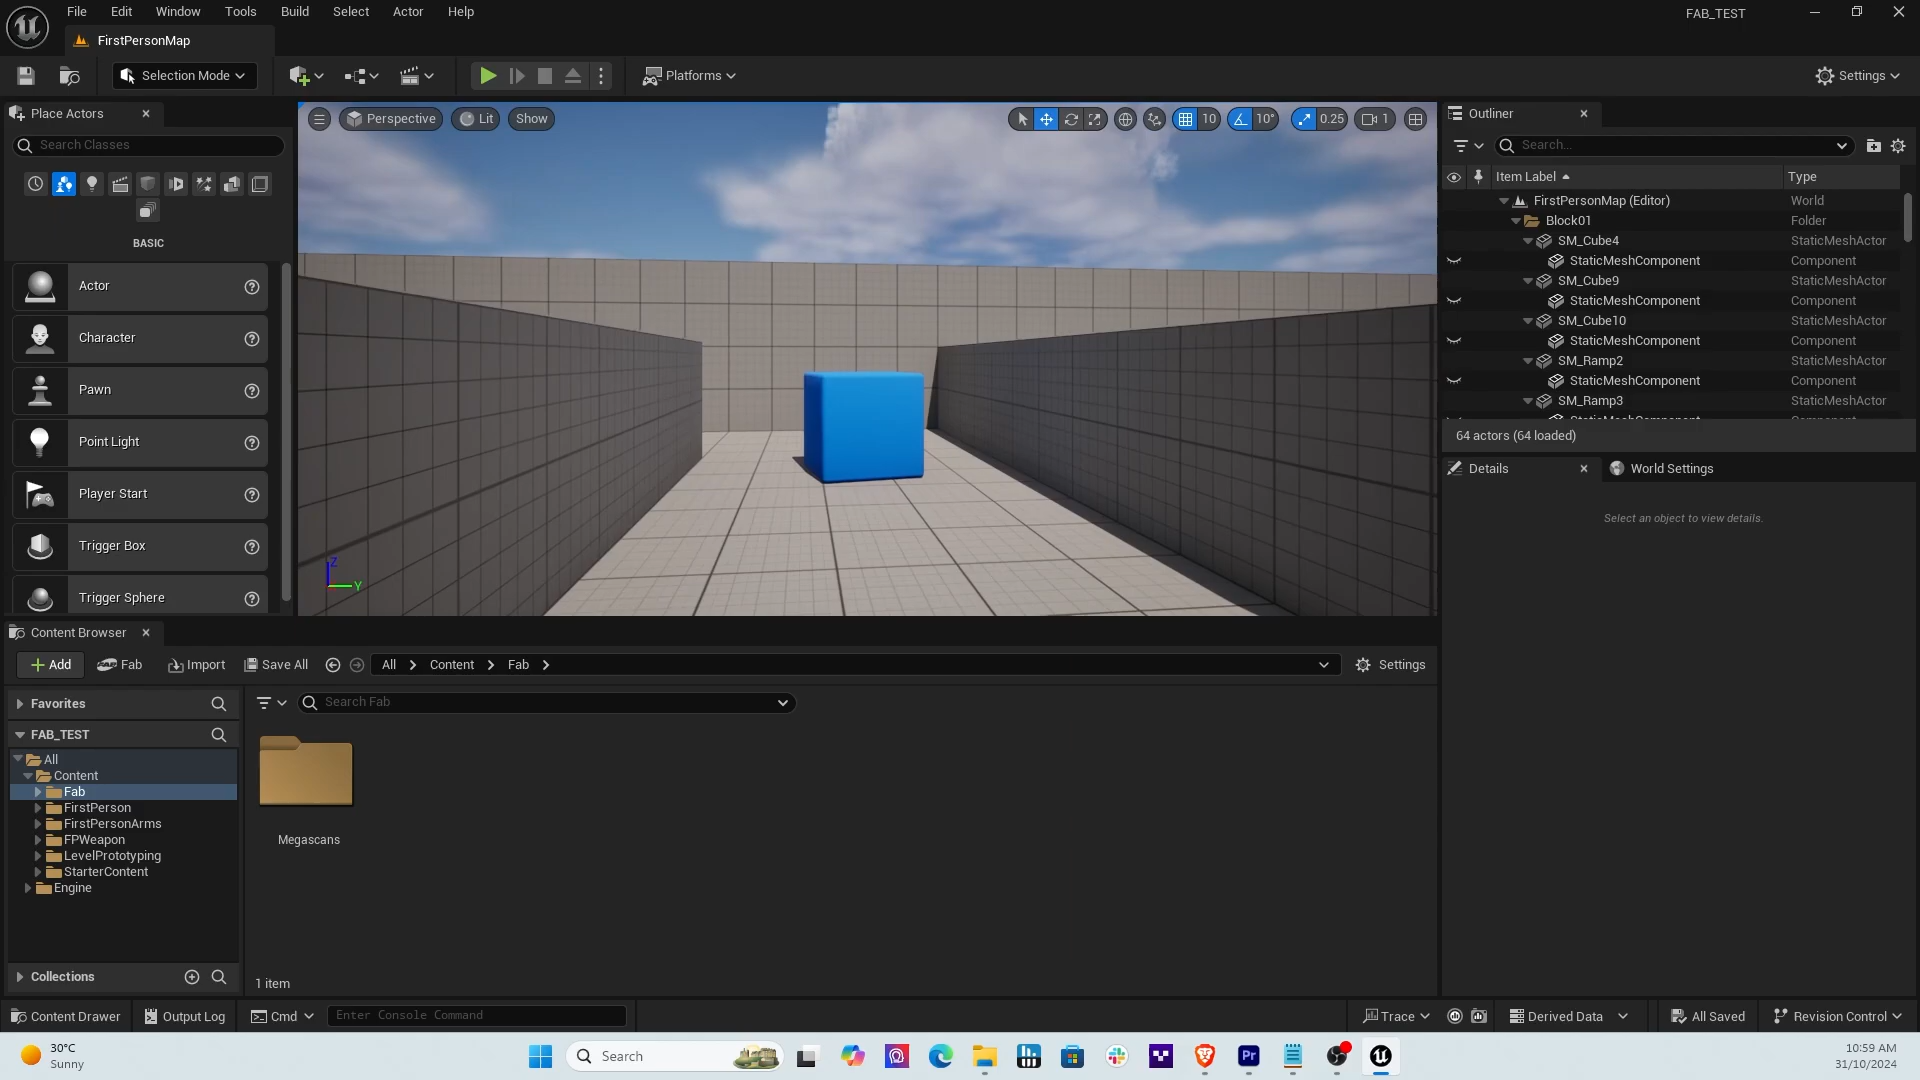 File Edit Window Tools Build Select Actor Help
FAB_TEST
FirstPersonMap
Selection Mode
Platforms
Settings
Place Actors
Search Classes
BASIC
Actor
Character
Pawn
Point Light
Player Start
Trigger Box
Trigger Sphere
Perspective
Lit
Show
10
10°
0.25
1
Z
Y
Outliner
Search...
Item Label
Type
FirstPersonMap (Editor) World
Block01 Folder
SM_Cube4 StaticMeshActor
StaticMeshComponent Component
SM_Cube9 StaticMeshActor
StaticMeshComponent Component
SM_Cube10 StaticMeshActor
StaticMeshComponent Component
SM_Ramp2 StaticMeshActor
StaticMeshComponent Component
SM_Ramp3 StaticMeshActor
64 actors (64 loaded)
Details
World Settings
Select an object to view details.
Content Browser
Add
Fab
Import
Save All
All > Content > Fab >
Settings
Favorites
Search Fab
FAB_TEST
All
Content
Fab
FirstPerson
FirstPersonArms
FPWeapon
LevelPrototyping
StarterContent
Engine
Megascans
Collections
1 item
Content Drawer
Output Log
Cmd
Enter Console Command
Trace
Derived Data
All Saved
Revision Control
30°C
Sunny
Search
Pr
10:59 AM
31/10/2024